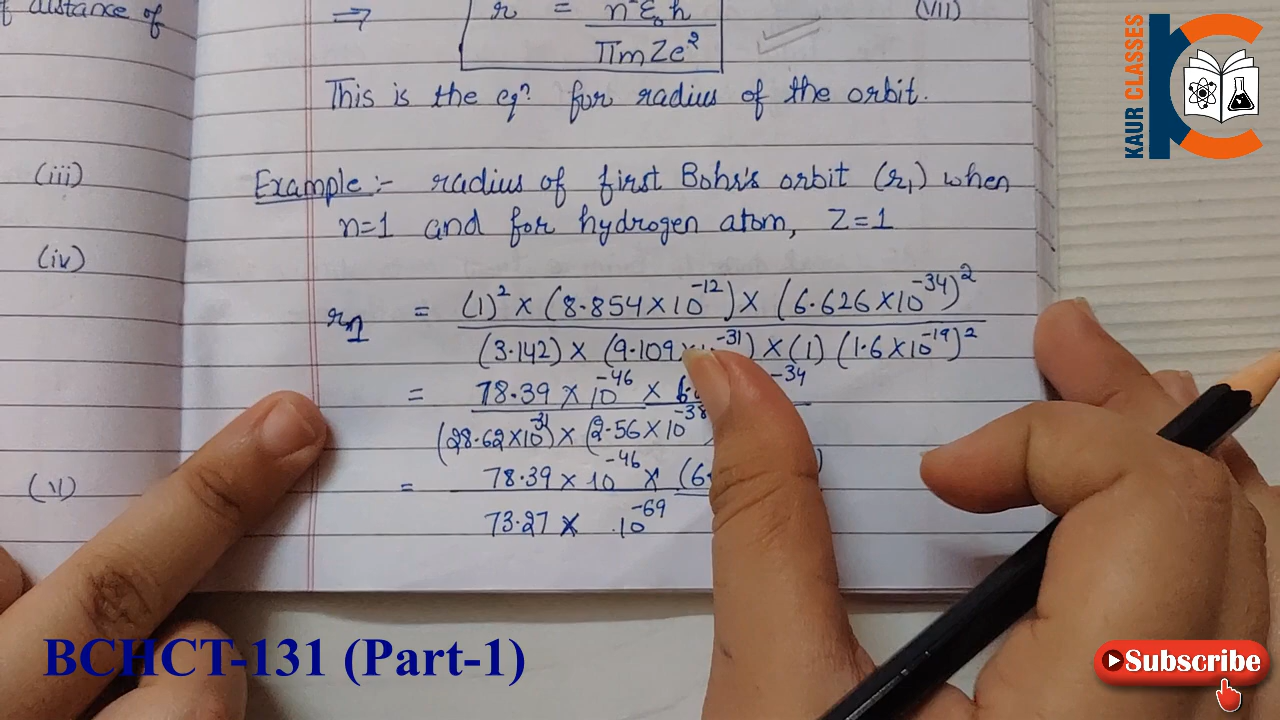 f distance of
⇒ r = n²ε₀h / πmZe² (VII)
This is the eqn for radius of the orbit.
(iii)
Example:- radius of first Bohr's orbit (r₁) when
n=1 and for hydrogen atom, Z=1
(iv)
r₁ = (1)² × (8.854×10⁻¹²) × (6.626×10⁻³⁴)²
(3.142) × (9.109×10⁻³¹) × (1) (1.6×10⁻¹⁹)²
= 78.39 × 10⁻⁴⁶ × 6. ⁻³⁴
(28.62×10⁻³¹) × (2.56×10⁻³⁸
(V)
= 78.39 × 10⁻⁴⁶ × (6. )
73.27 × 10⁻⁶⁹
KAUR CLASSES
KC
BCHCT-131 (Part-1)
Subscribe